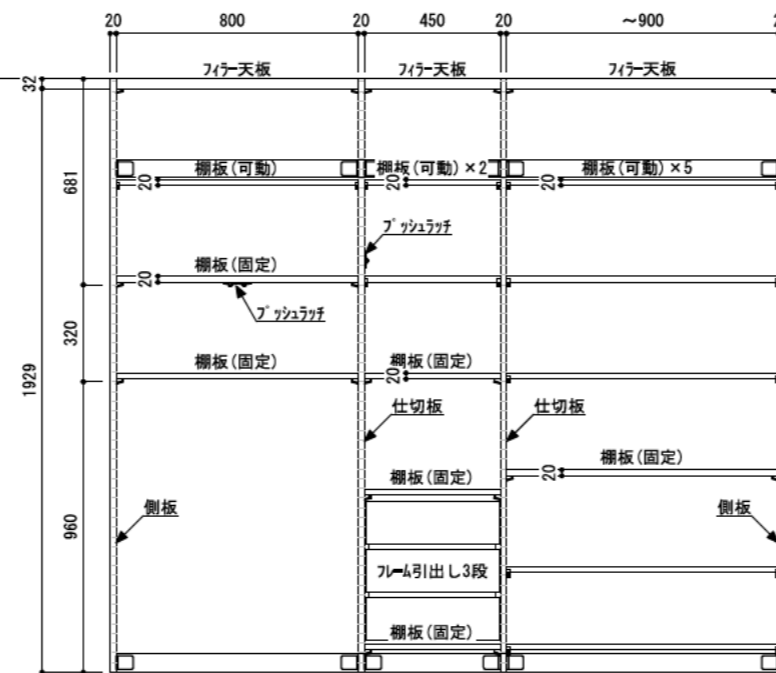 20 800 20 450 20 ～900 2
フィラー天板 フィラー天板 フィラー天板
32
棚板(可動) 棚板(可動)×2 棚板(可動)×5
681 20 20 20
プッシュラッチ
棚板(固定)
20
プッシュラッチ
320
棚板(固定) 棚板(固定)
1929 20
仕切板 仕切板
棚板(固定)
棚板(固定) 20
側板 側板
960
フレーム引出し3段
棚板(固定)